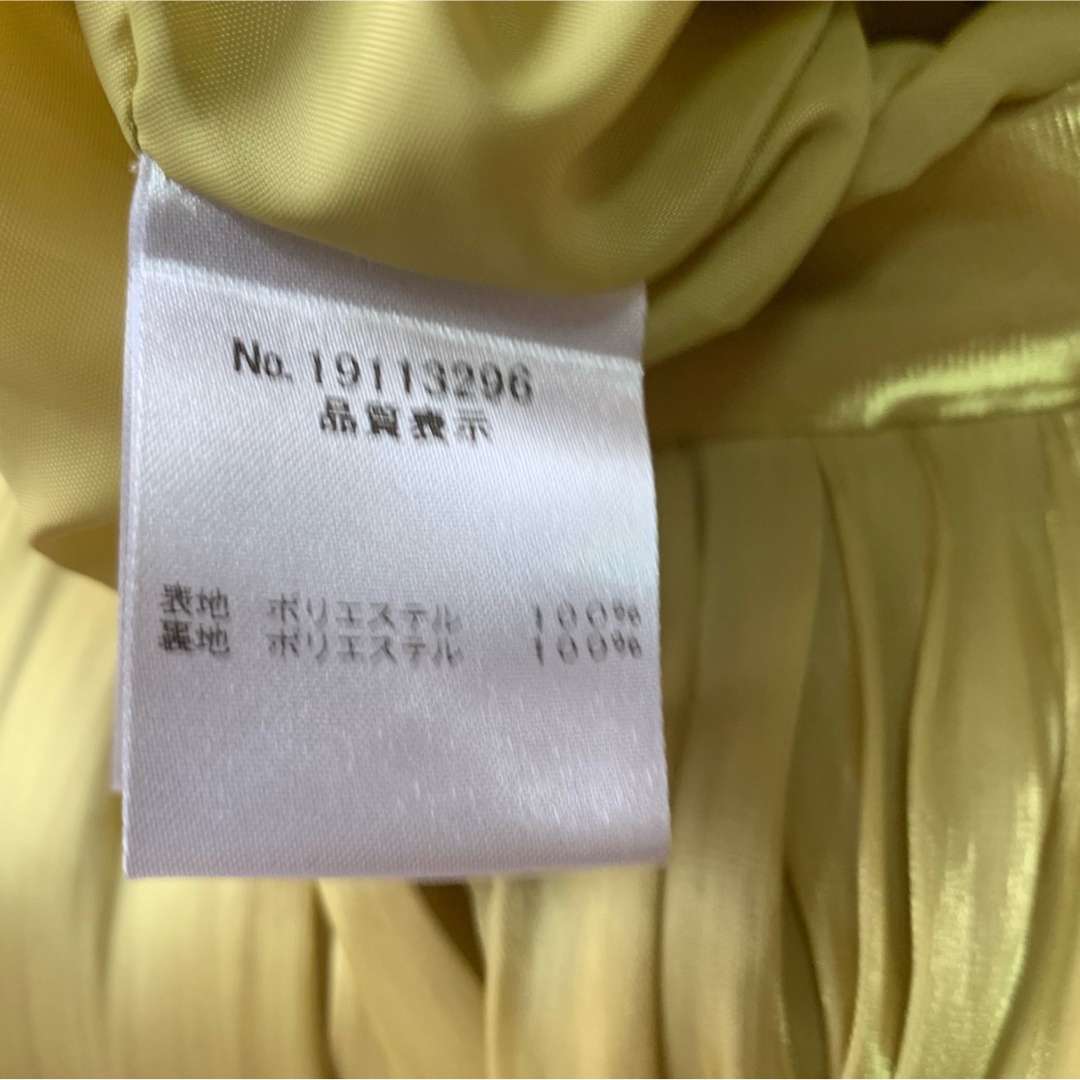 No. 19113296
品質表示
表地 ポリエステル 100%
裏地 ポリエステル 100%